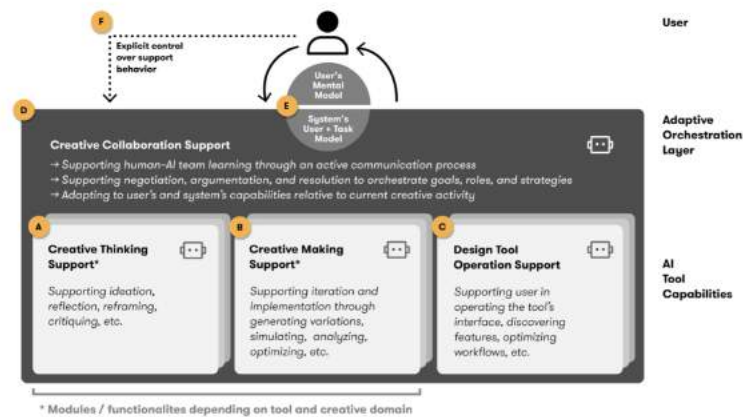 F
User
Explicit control
over support
behavior
User's
Mental
Model
E
System's
User + Task
Model
D
Adaptive
Orchestration
Layer
Creative Collaboration Support
→ Supporting human-AI team learning through an active communication process
→ Supporting negotiation, argumentation, and resolution to orchestrate goals, roles, and strategies
→ Adapting to user's and system's capabilities relative to current creative activity
A
Creative Thinking
Support*
Supporting ideation,
reflection, reframing,
critiquing, etc.
B
Creative Making
Support*
Supporting iteration and
implementation through
generating variations,
simulating, analyzing,
optimizing, etc.
C
Design Tool
Operation Support
Supporting user in
operating the tool's
interface, discovering
features, optimizing
workflows, etc.
AI
Tool
Capabilities
* Modules / functionalites depending on tool and creative domain